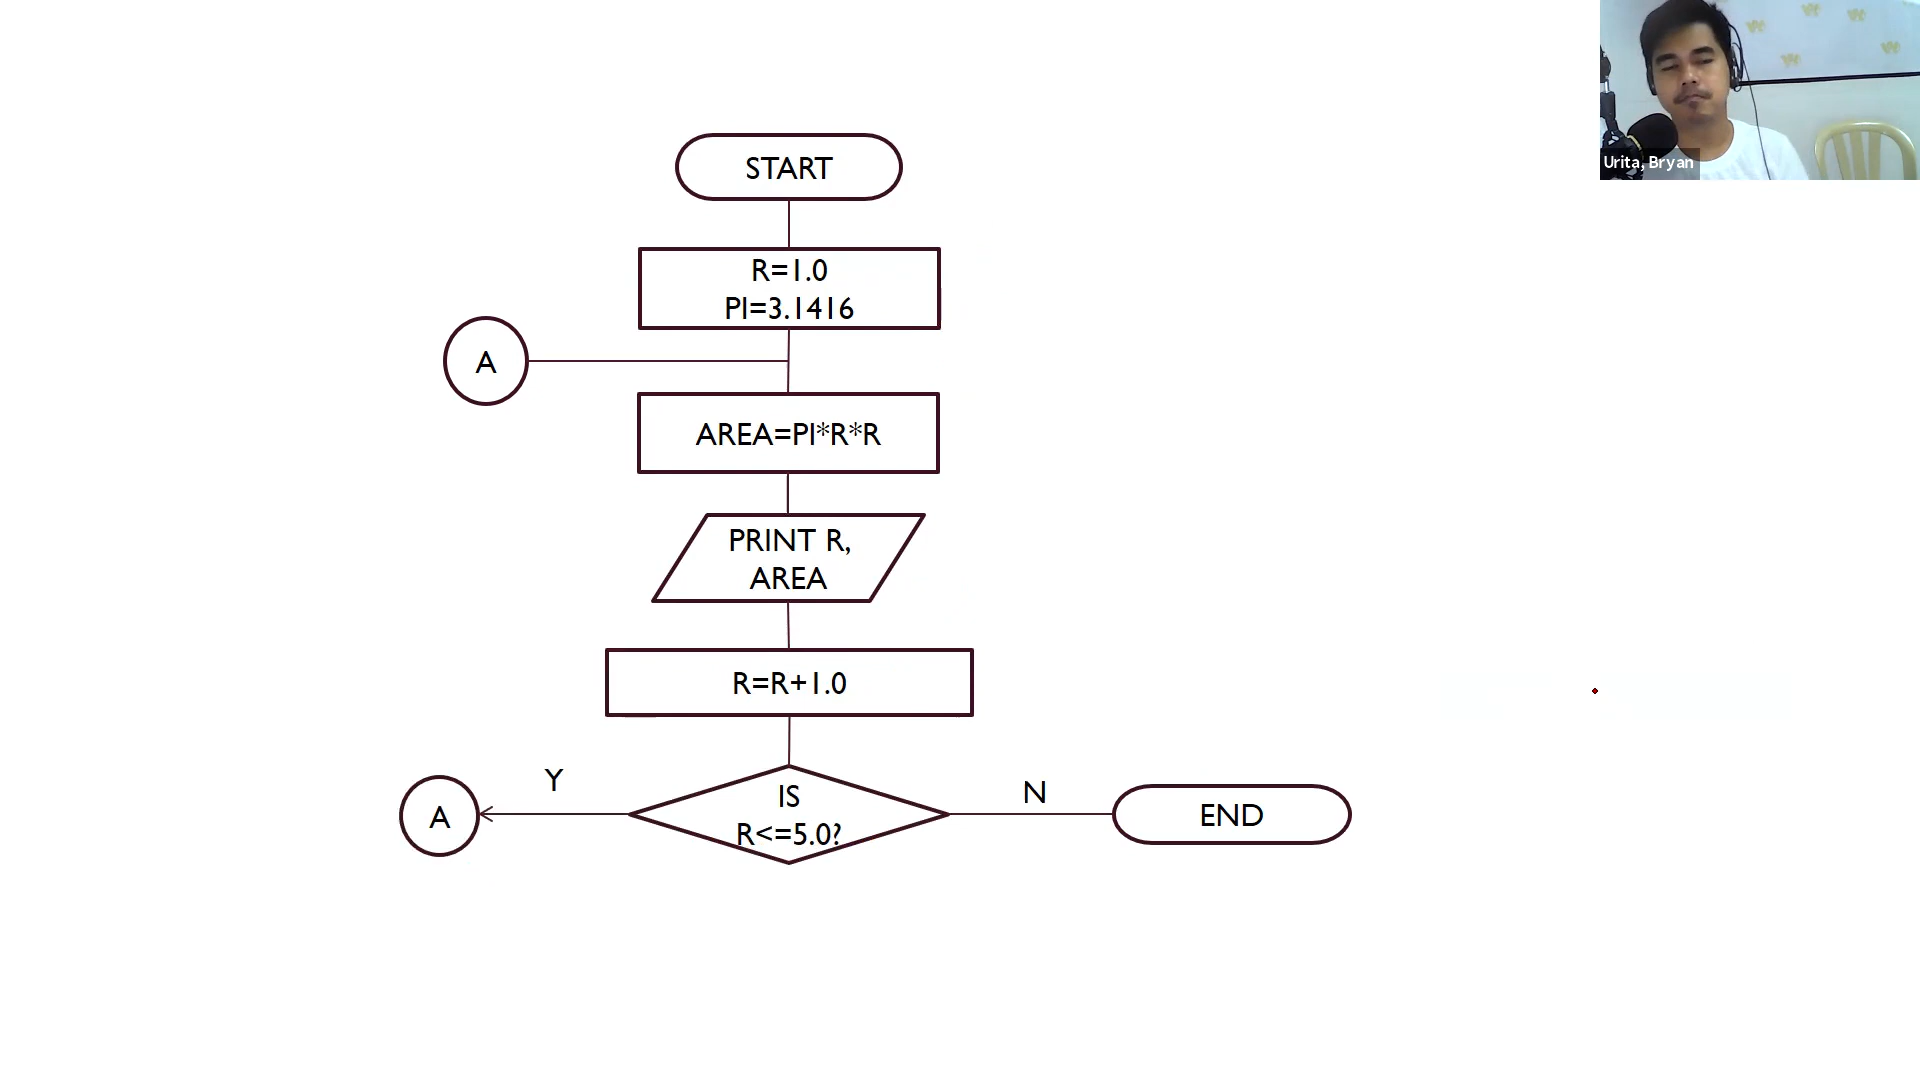 START
R=1.0
PI=3.1416
A
AREA=PI*R*R
PRINT R,
AREA
R=R+1.0
Y
N
A
IS
R<=5.0?
END
Urita, Bryan